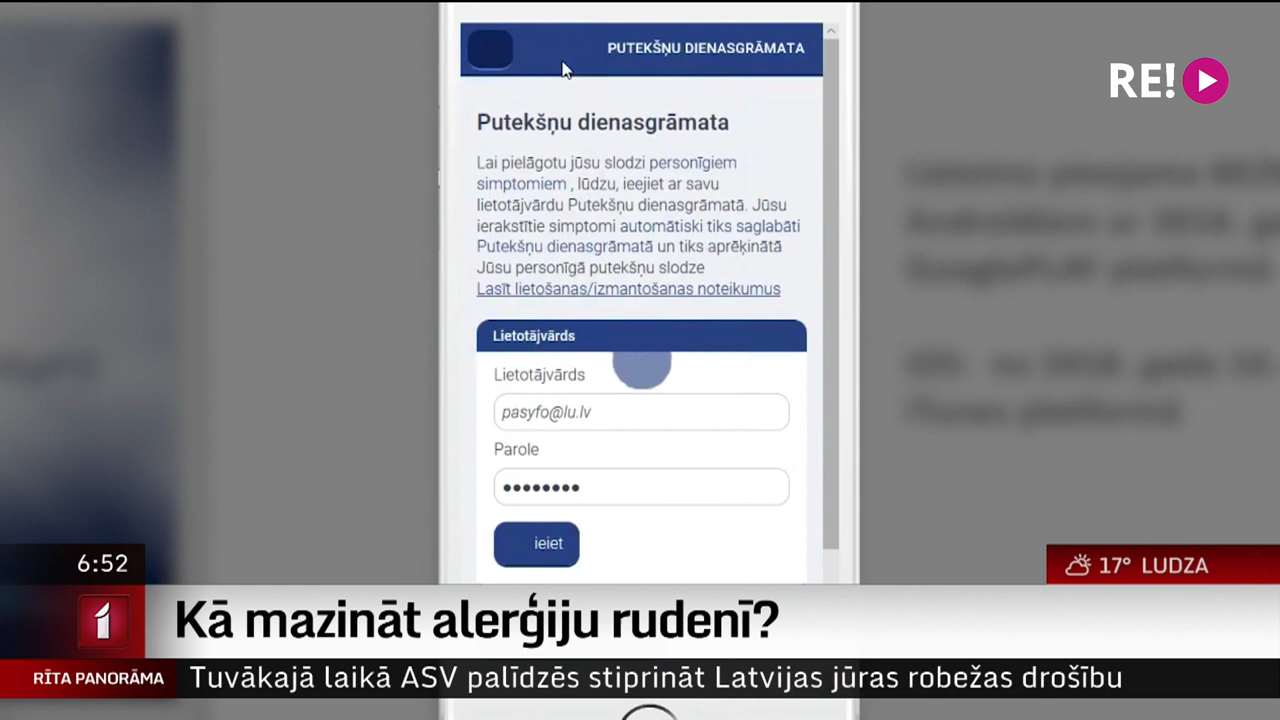 PUTEKŠŅU DIENASGRĀMATA
RE!
Putekšņu dienasgrāmata
Lai pielāgotu jūsu slodzi personīgiem
simptomiem , lūdzu, ieejiet ar savu
lietotājvārdu Putekšņu dienasgrāmatā. Jūsu
ierakstītie simptomi automātiski tiks saglabāti
Putekšņu dienasgrāmatā un tiks aprēķinātā
Jūsu personīgā putekšņu slodze
Lasīt lietošanas/izmantošanas noteikumus
Lietotājvārds
Lietotājvārds
pasyfo@lu.lv
Parole
••••••••
ieiet
6:52
17° LUDZA
1
Kā mazināt alerģiju rudenī?
RĪTA PANORĀMA
Tuvākajā laikā ASV palīdzēs stiprināt Latvijas jūras robežas drošību